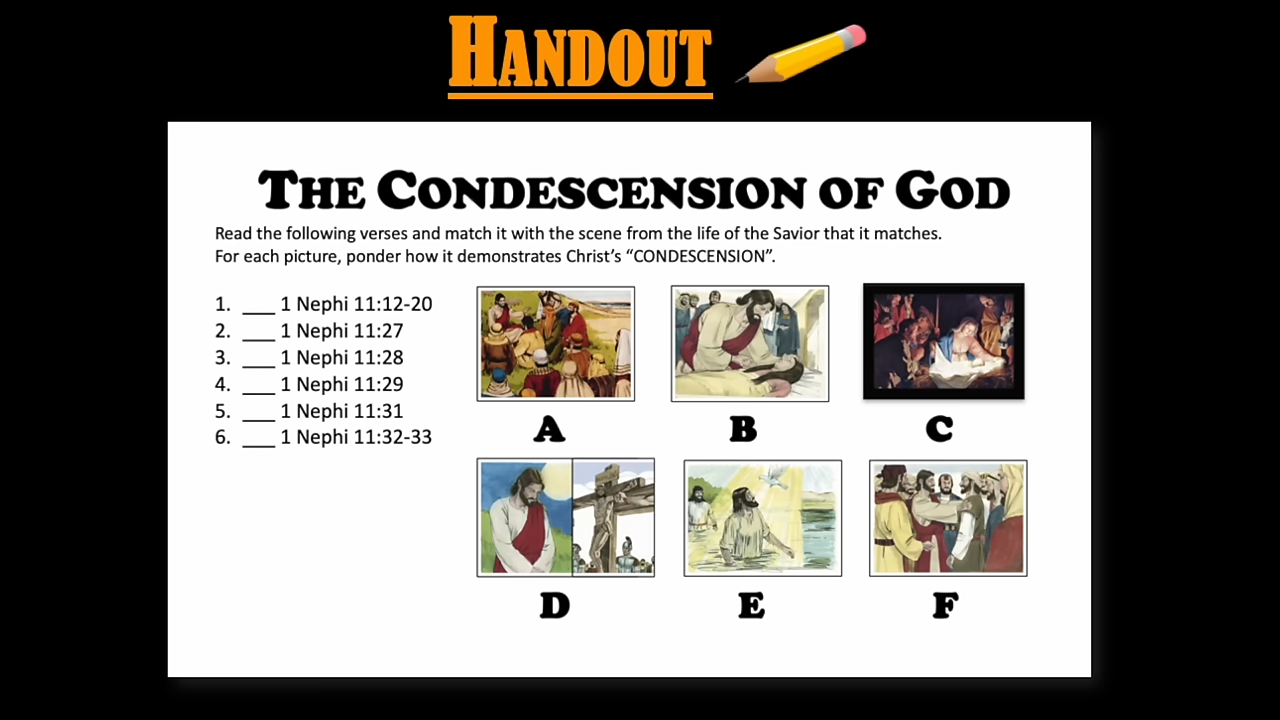 HANDOUT
THE CONDESCENSION OF GOD
Read the following verses and match it with the scene from the life of the Savior that it matches.
For each picture, ponder how it demonstrates Christ’s “CONDESCENSION”.
1. ___ 1 Nephi 11:12-20
2. ___ 1 Nephi 11:27
3. ___ 1 Nephi 11:28
4. ___ 1 Nephi 11:29
5. ___ 1 Nephi 11:31
6. ___ 1 Nephi 11:32-33
A B C
D E F